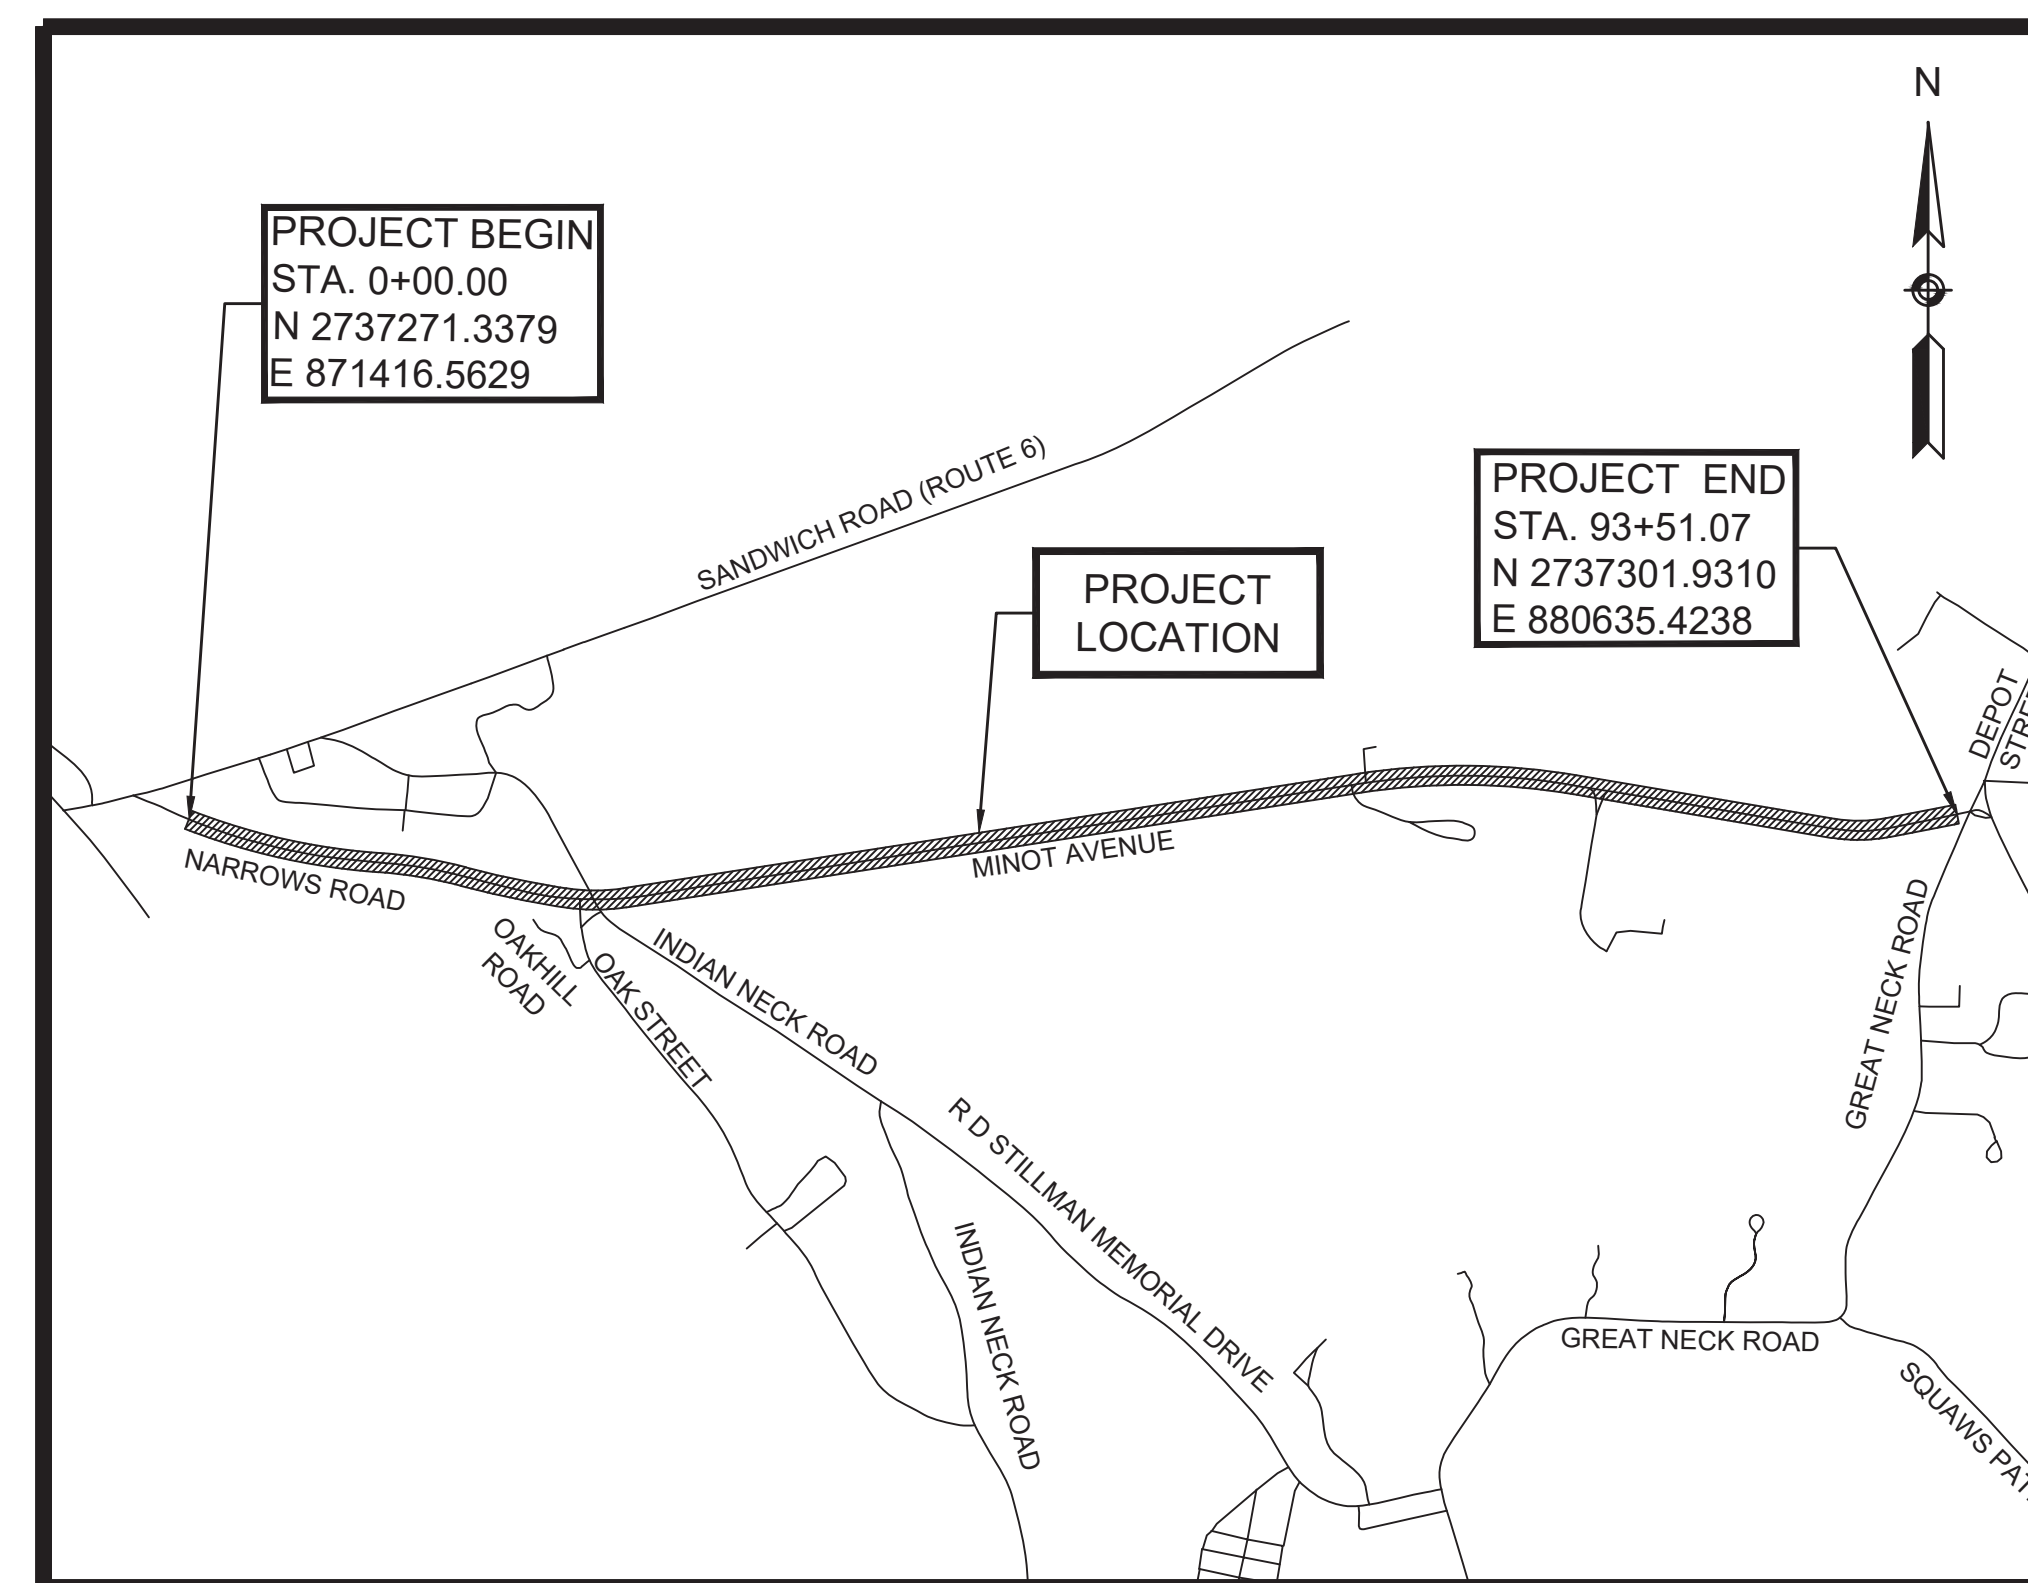 N
PROJECT BEGIN
STA. 0+00.00
N 2737271.3379
E 871416.5629
SANDWICH ROAD (ROUTE 6)
PROJECT END
STA. 93+51.07
N 2737301.9310
E 880635.4238
PROJECT
LOCATION
DEPOT
NARROWS ROAD
MINOT AVENUE
OAKHILL
ROAD
OAK STREET
INDIAN NECK ROAD
GREAT NECK ROAD
R D STILLMAN MEMORIAL DRIVE
INDIAN NECK ROAD
GREAT NECK ROAD
SQUAWS